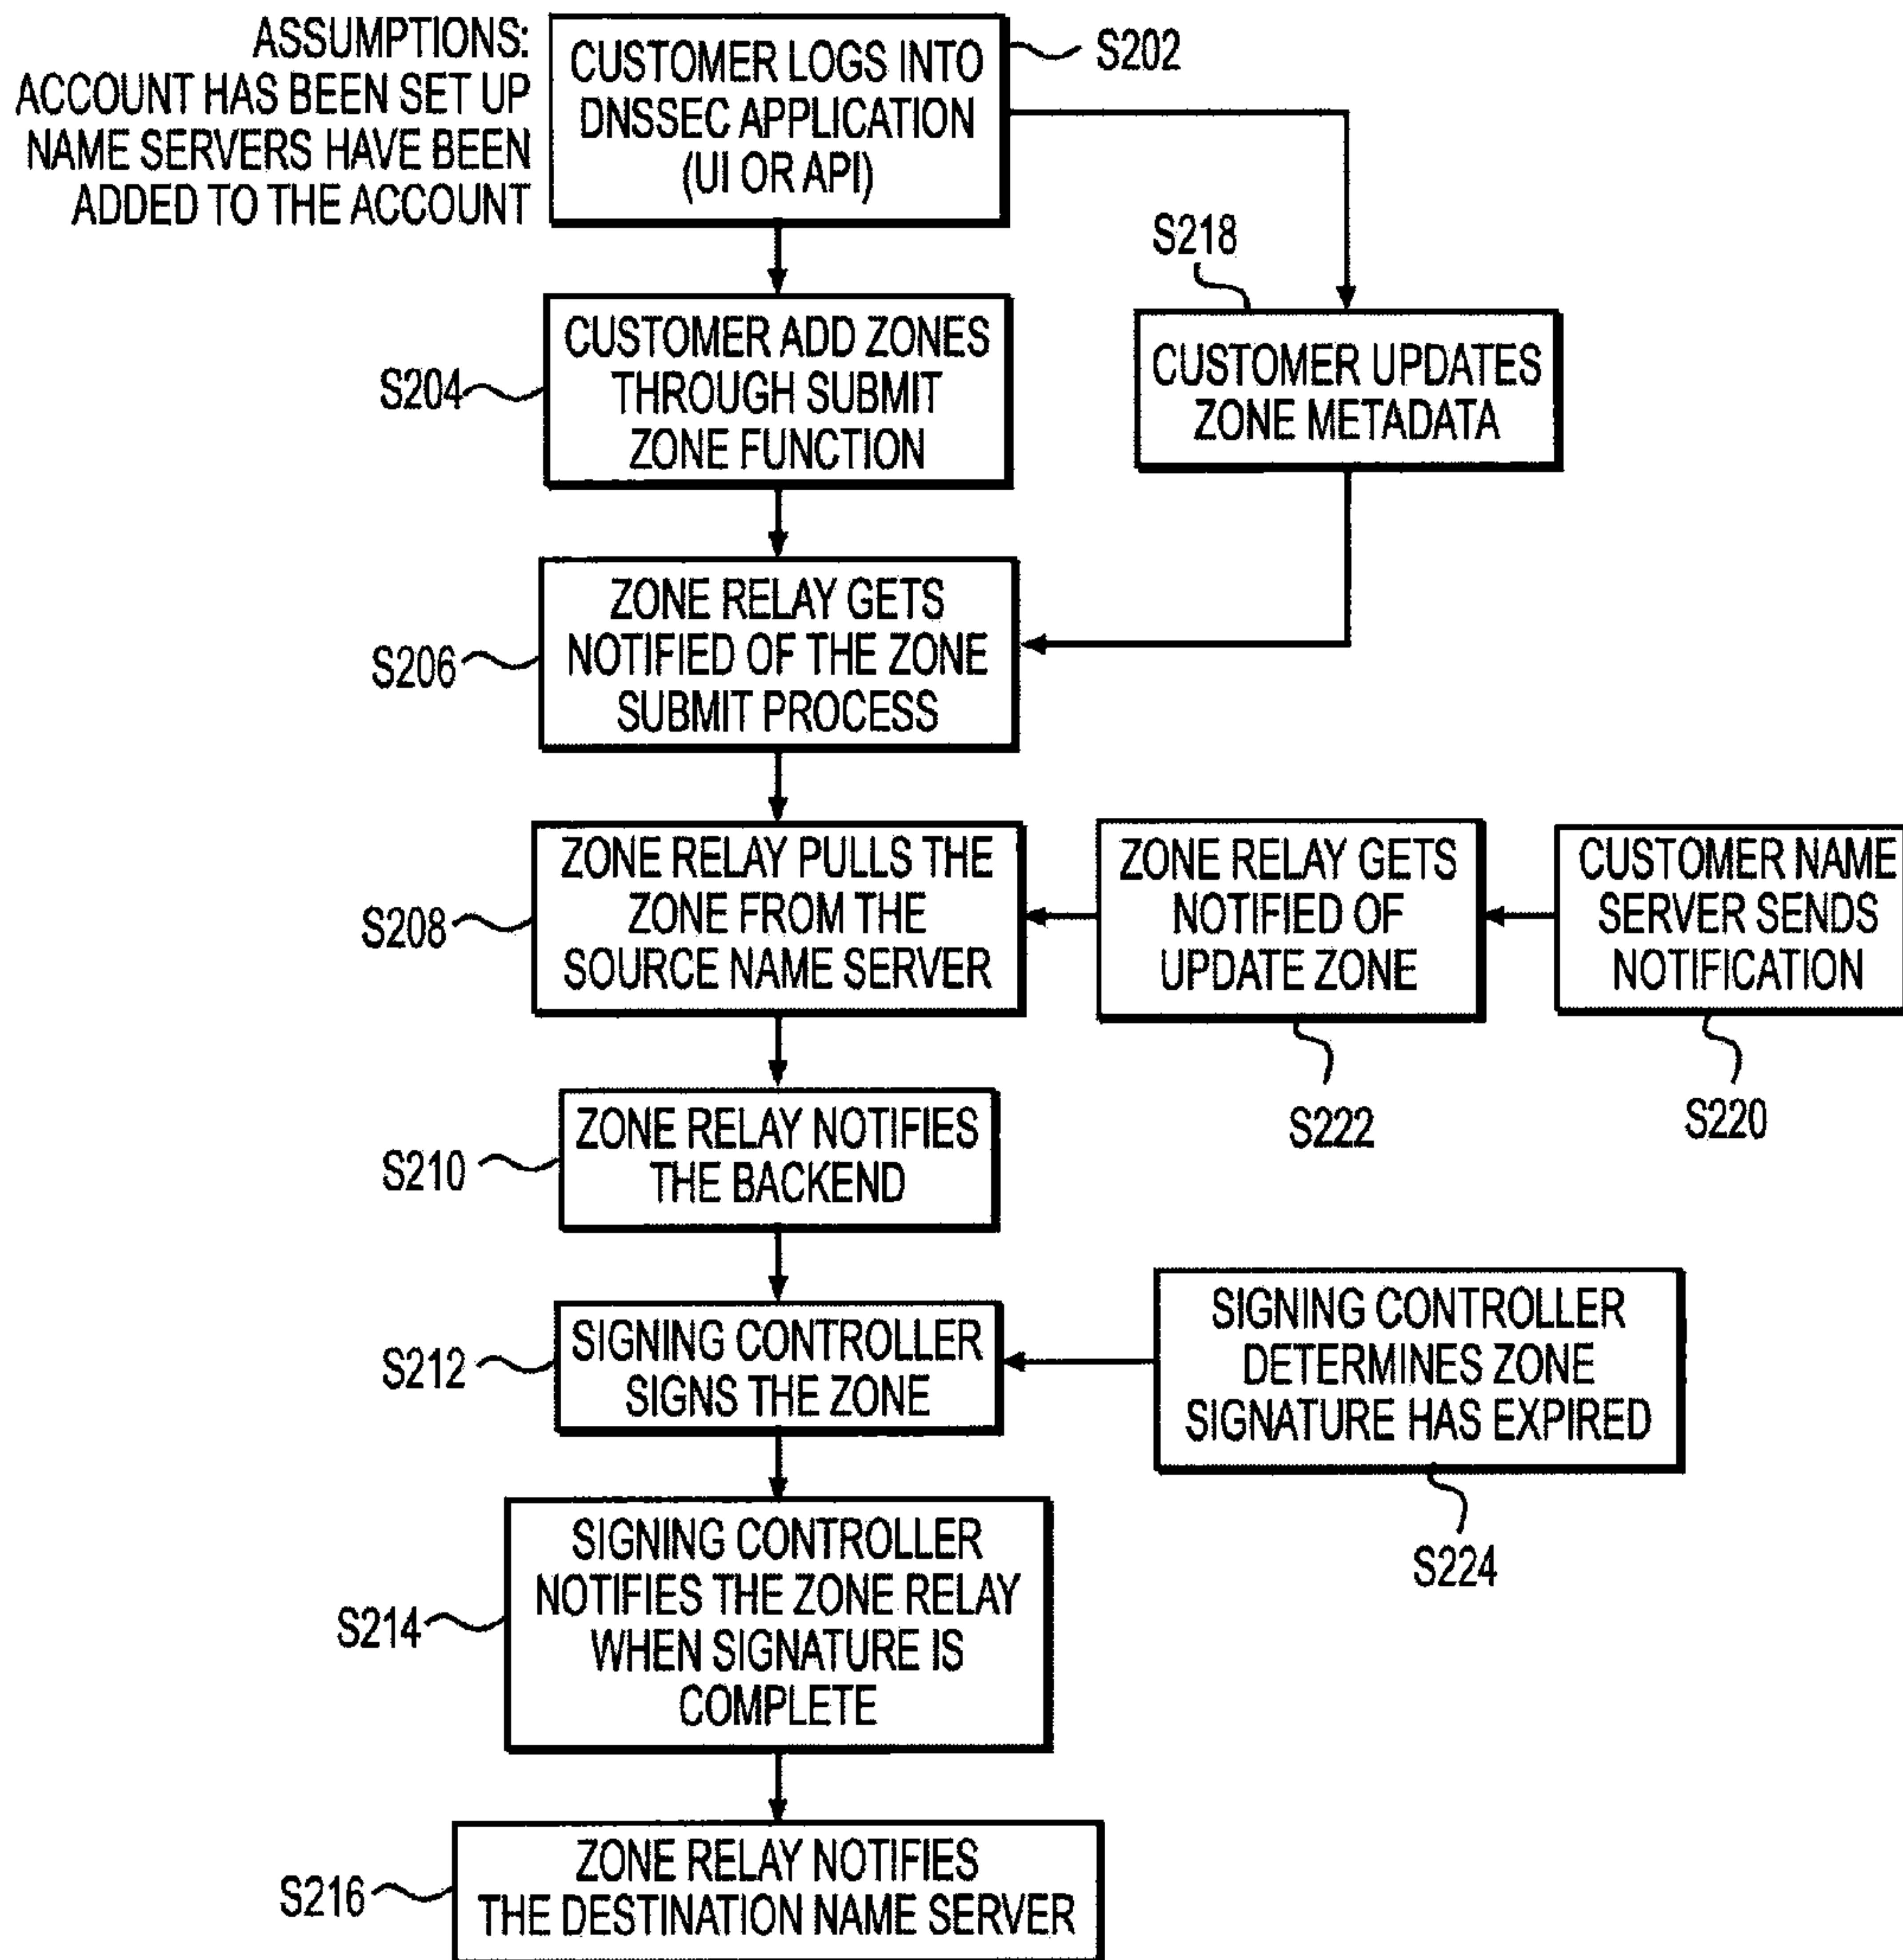 ASSUMPTIONS:
ACCOUNT HAS BEEN SET UP
NAME SERVERS HAVE BEEN
ADDED TO THE ACCOUNT
CUSTOMER LOGS INTO
DNSSEC APPLICATION
(UI OR API)
S202
S218
CUSTOMER ADD ZONES
THROUGH SUBMIT
ZONE FUNCTION
S204
CUSTOMER UPDATES
ZONE METADATA
ZONE RELAY GETS
NOTIFIED OF THE ZONE
SUBMIT PROCESS
S206
ZONE RELAY PULLS THE
ZONE FROM THE
SOURCE NAME SERVER
S208
ZONE RELAY GETS
NOTIFIED OF
UPDATE ZONE
S222
CUSTOMER NAME
SERVER SENDS
NOTIFICATION
S220
ZONE RELAY NOTIFIES
THE BACKEND
S210
SIGNING CONTROLLER
SIGNS THE ZONE
S212
SIGNING CONTROLLER
DETERMINES ZONE
SIGNATURE HAS EXPIRED
S224
SIGNING CONTROLLER
NOTIFIES THE ZONE RELAY
WHEN SIGNATURE IS
COMPLETE
S214
ZONE RELAY NOTIFIES
THE DESTINATION NAME SERVER
S216